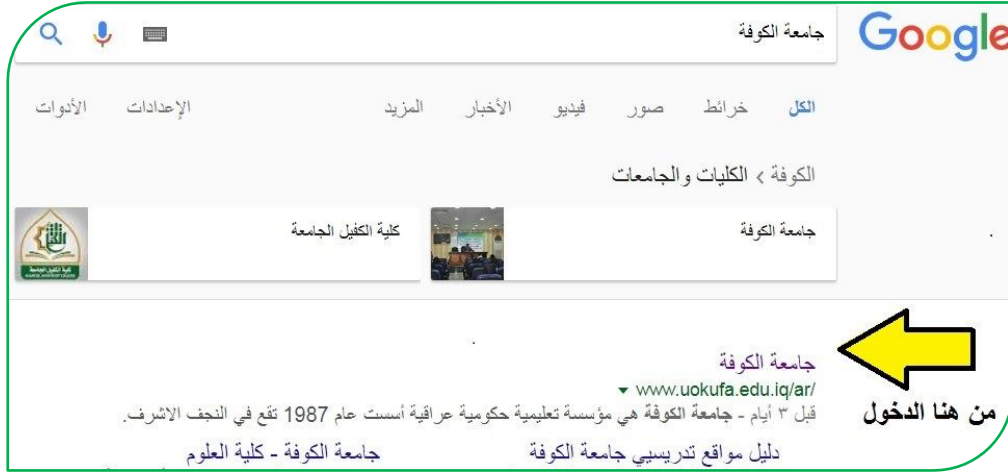 Google
جامعة الكوفة
الكل خرائط صور فيديو الأخبار المزيد الإعدادات الأدوات
الكوفة › الكليات والجامعات
جامعة الكوفة
كلية الكفيل الجامعة
جامعة الكوفة
www.uokufa.edu.iq/ar/
من هنا الدخول
قبل ٣ أيام - جامعة الكوفة هي مؤسسة تعليمية حكومية عراقية أسست عام 1987 تقع في النجف الاشرف.
دليل مواقع تدريسيي جامعة الكوفة
جامعة الكوفة - كلية العلوم